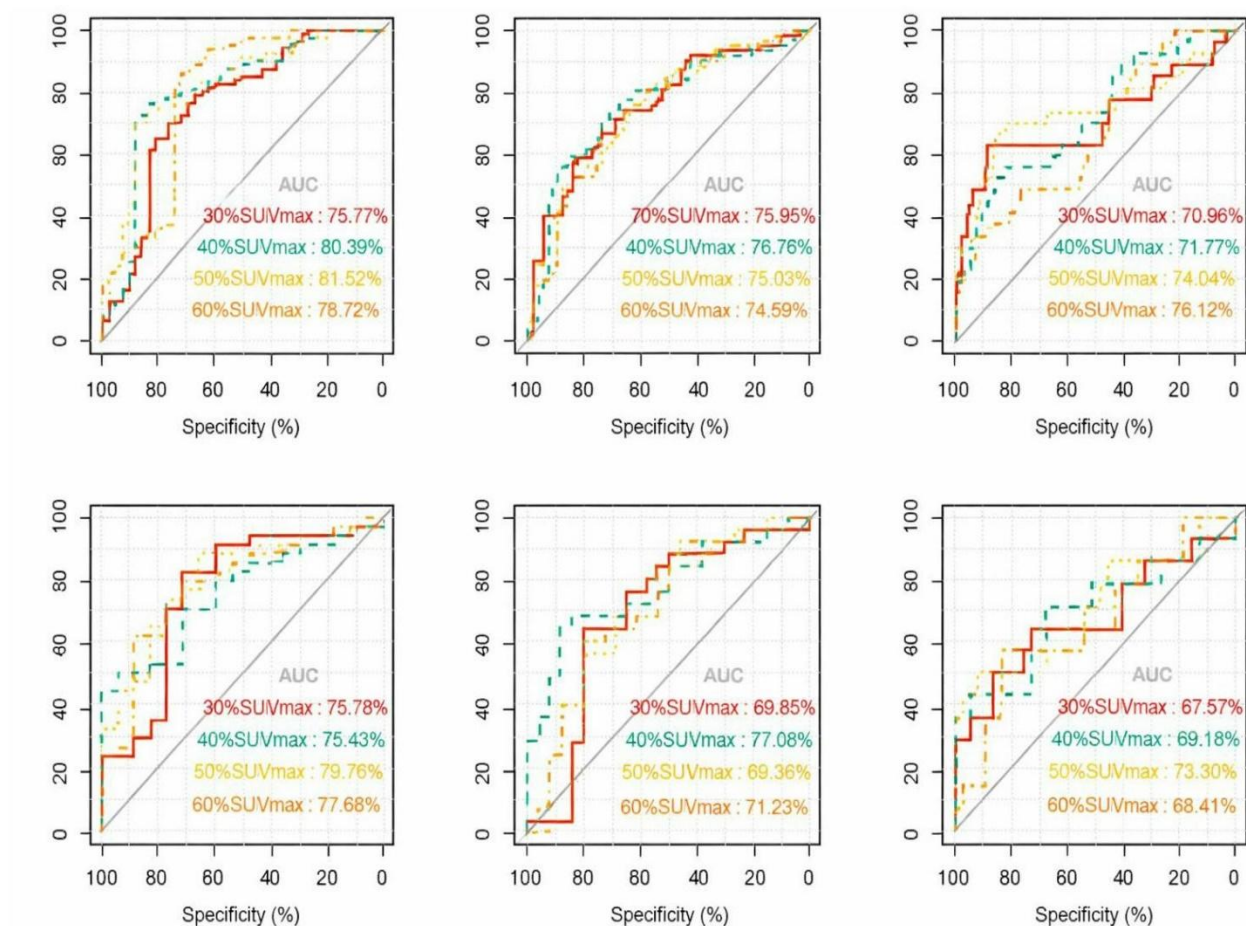 100
80
60
40
20
0
AUC
30%SUVmax : 75.77%
40%SUVmax : 80.39%
50%SUVmax : 81.52%
60%SUVmax : 78.72%
100 80 60 40 20 0
Specificity (%)
100
80
60
40
20
0
AUC
70%SUVmax : 75.95%
40%SUVmax : 76.76%
50%SUVmax : 75.03%
60%SUVmax : 74.59%
100 80 60 40 20 0
Specificity (%)
100
80
60
40
20
0
AUC
30%SUVmax : 70.96%
40%SUVmax : 71.77%
50%SUVmax : 74.04%
60%SUVmax : 76.12%
100 80 60 40 20 0
Specificity (%)
100
80
60
40
20
0
AUC
30%SUVmax : 75.78%
40%SUVmax : 75.43%
50%SUVmax : 79.76%
60%SUVmax : 77.68%
100 80 60 40 20 0
Specificity (%)
100
80
60
40
20
0
AUC
30%SUVmax : 69.85%
40%SUVmax : 77.08%
50%SUVmax : 69.36%
60%SUVmax : 71.23%
100 80 60 40 20 0
Specificity (%)
100
80
60
40
20
0
AUC
30%SUVmax : 67.57%
40%SUVmax : 69.18%
50%SUVmax : 73.30%
60%SUVmax : 68.41%
100 80 60 40 20 0
Specificity (%)